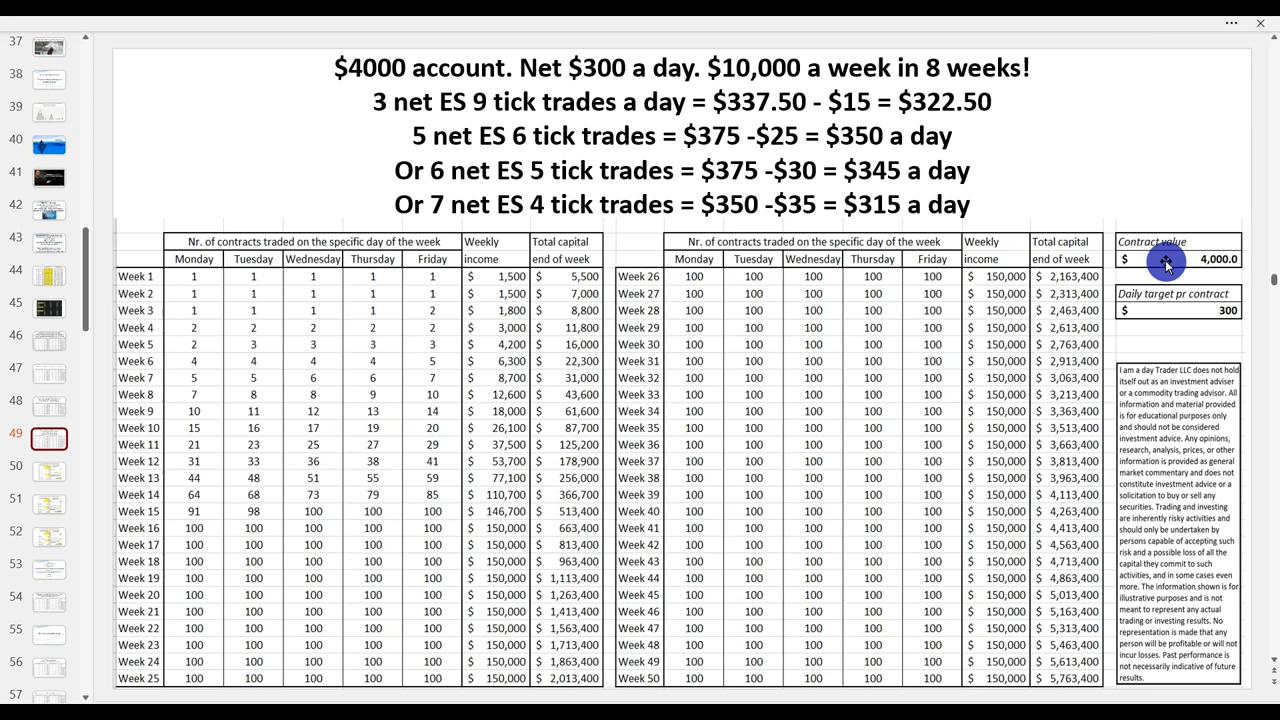 37
38
39
40
41
42
43
44
45
46
47
48
49
50
51
52
53
54
55
56
57
$4000 account. Net $300 a day. $10,000 a week in 8 weeks!
3 net ES 9 tick trades a day = $337.50 - $15 = $322.50
5 net ES 6 tick trades = $375 -$25 = $350 a day
Or 6 net ES 5 tick trades = $375 -$30 = $345 a day
Or 7 net ES 4 tick trades = $350 -$35 = $315 a day
Nr. of contracts traded on the specific day of the week Weekly Total capital
Monday Tuesday Wednesday Thursday Friday income end of week
Week 1 1 1 1 1 1 $ 1,500 $ 5,500
Week 2 1 1 1 1 1 $ 1,500 $ 7,000
Week 3 1 1 1 1 2 $ 1,800 $ 8,800
Week 4 2 2 2 2 2 $ 3,000 $ 11,800
Week 5 2 3 3 3 3 $ 4,200 $ 16,000
Week 6 4 4 4 4 5 $ 6,300 $ 22,300
Week 7 5 5 6 6 7 $ 8,700 $ 31,000
Week 8 7 8 8 9 10 $ 12,600 $ 43,600
Week 9 10 11 12 13 14 $ 18,000 $ 61,600
Week 10 15 16 17 19 20 $ 26,100 $ 87,700
Week 11 21 23 25 27 29 $ 37,500 $ 125,200
Week 12 31 33 36 38 41 $ 53,700 $ 178,900
Week 13 44 48 51 55 59 $ 77,100 $ 256,000
Week 14 64 68 73 79 85 $ 110,700 $ 366,700
Week 15 91 98 100 100 100 $ 146,700 $ 513,400
Week 16 100 100 100 100 100 $ 150,000 $ 663,400
Week 17 100 100 100 100 100 $ 150,000 $ 813,400
Week 18 100 100 100 100 100 $ 150,000 $ 963,400
Week 19 100 100 100 100 100 $ 150,000 $ 1,113,400
Week 20 100 100 100 100 100 $ 150,000 $ 1,263,400
Week 21 100 100 100 100 100 $ 150,000 $ 1,413,400
Week 22 100 100 100 100 100 $ 150,000 $ 1,563,400
Week 23 100 100 100 100 100 $ 150,000 $ 1,713,400
Week 24 100 100 100 100 100 $ 150,000 $ 1,863,400
Week 25 100 100 100 100 100 $ 150,000 $ 2,013,400
Nr. of contracts traded on the specific day of the week Weekly Total capital
Monday Tuesday Wednesday Thursday Friday income end of week
Week 26 100 100 100 100 100 $ 150,000 $ 2,163,400
Week 27 100 100 100 100 100 $ 150,000 $ 2,313,400
Week 28 100 100 100 100 100 $ 150,000 $ 2,463,400
Week 29 100 100 100 100 100 $ 150,000 $ 2,613,400
Week 30 100 100 100 100 100 $ 150,000 $ 2,763,400
Week 31 100 100 100 100 100 $ 150,000 $ 2,913,400
Week 32 100 100 100 100 100 $ 150,000 $ 3,063,400
Week 33 100 100 100 100 100 $ 150,000 $ 3,213,400
Week 34 100 100 100 100 100 $ 150,000 $ 3,363,400
Week 35 100 100 100 100 100 $ 150,000 $ 3,513,400
Week 36 100 100 100 100 100 $ 150,000 $ 3,663,400
Week 37 100 100 100 100 100 $ 150,000 $ 3,813,400
Week 38 100 100 100 100 100 $ 150,000 $ 3,963,400
Week 39 100 100 100 100 100 $ 150,000 $ 4,113,400
Week 40 100 100 100 100 100 $ 150,000 $ 4,263,400
Week 41 100 100 100 100 100 $ 150,000 $ 4,413,400
Week 42 100 100 100 100 100 $ 150,000 $ 4,563,400
Week 43 100 100 100 100 100 $ 150,000 $ 4,713,400
Week 44 100 100 100 100 100 $ 150,000 $ 4,863,400
Week 45 100 100 100 100 100 $ 150,000 $ 5,013,400
Week 46 100 100 100 100 100 $ 150,000 $ 5,163,400
Week 47 100 100 100 100 100 $ 150,000 $ 5,313,400
Week 48 100 100 100 100 100 $ 150,000 $ 5,463,400
Week 49 100 100 100 100 100 $ 150,000 $ 5,613,400
Week 50 100 100 100 100 100 $ 150,000 $ 5,763,400
Contract value
$ 4,000.0
Daily target pr contract
$ 300
I am a day Trader LLC does not hold
itself out as an investment adviser
or a commodity trading advisor. All
information and material provided
is for educational purposes only
and should not be considered
investment advice. Any opinions,
research, analysis, prices, or other
information is provided as general
market commentary and does not
constitute investment advice or a
solicitation to buy or sell any
securities. Trading and investing
are inherently risky activities and
should only be undertaken by
persons capable of accepting such
risk and a possible loss of all the
capital they commit to such
activities, and in some cases even
more. The information shown is for
illustrative purposes and is not
meant to represent any actual
trading or investing results. No
representation is made that any
person will be profitable or will not
incur losses. Past performance is
not necessarily indicative of future
results.